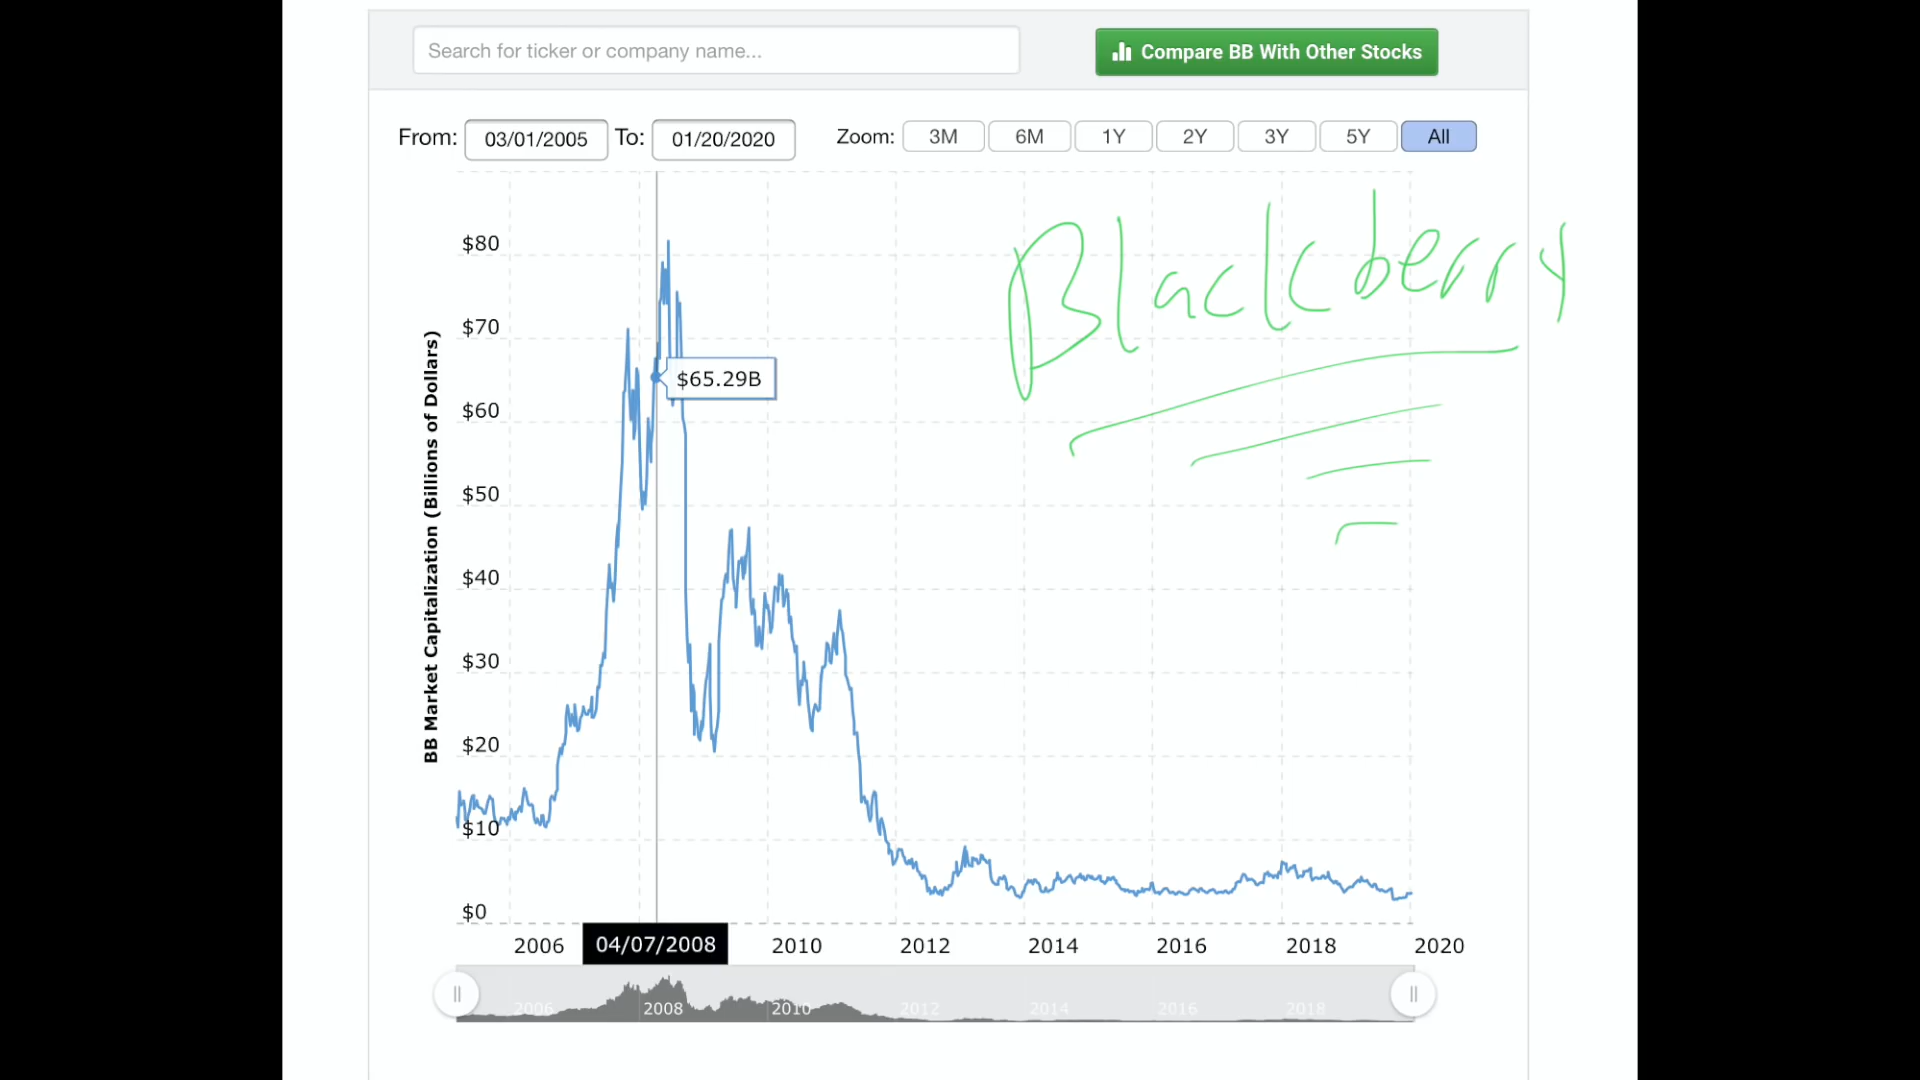 Search for ticker or company name...
Compare BB With Other Stocks
From: 03/01/2005 To: 01/20/2020 Zoom: 3M 6M 1Y 2Y 3Y 5Y All
Blackberry
BB Market Capitalization (Billions of Dollars)
$80
$70
$65.29B
$60
$50
$40
$30
$20
$10
$0
2006 04/07/2008 2010 2012 2014 2016 2018 2020
2006 2008 2010 2012 2014 2016 2018